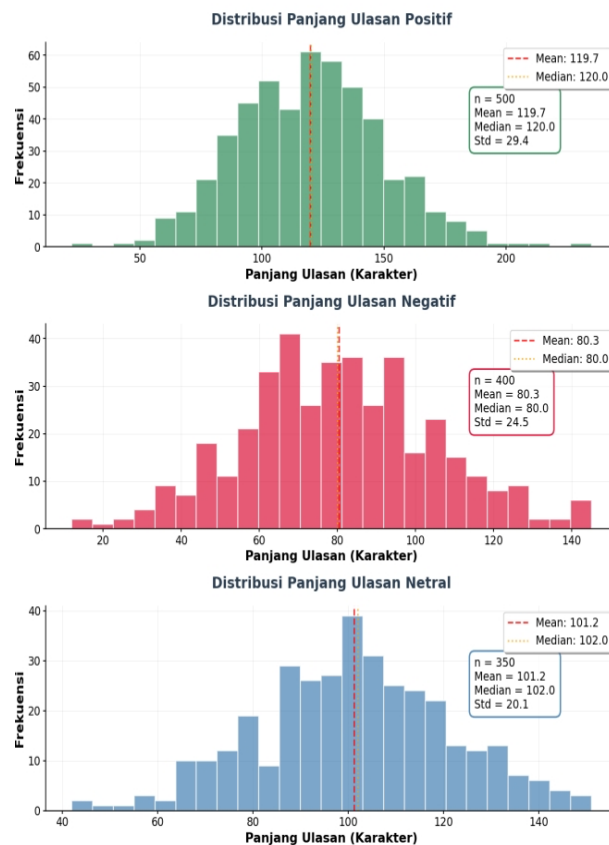 Distribusi Panjang Ulasan Positif
Mean: 119.7
Median: 120.0
n = 500
Mean = 119.7
Median = 120.0
Std = 29.4
Frekuensi
60
50
40
30
20
10
0
50 100 150 200
Panjang Ulasan (Karakter)
Distribusi Panjang Ulasan Negatif
Mean: 80.3
Median: 80.0
n = 400
Mean = 80.3
Median = 80.0
Std = 24.5
Frekuensi
40
30
20
10
0
20 40 60 80 100 120 140
Panjang Ulasan (Karakter)
Distribusi Panjang Ulasan Netral
Mean: 101.2
Median: 102.0
n = 350
Mean = 101.2
Median = 102.0
Std = 20.1
Frekuensi
40
30
20
10
0
40 60 80 100 120 140
Panjang Ulasan (Karakter)